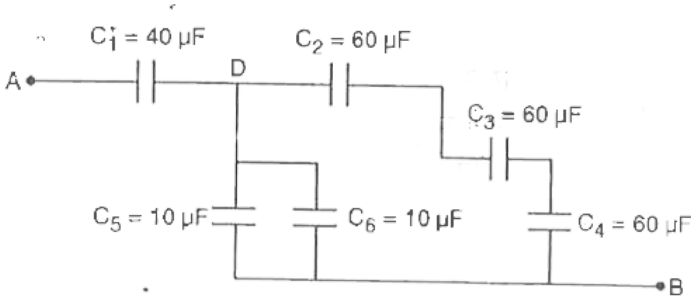 C1 = 40 μF
C2 = 60 μF
A
D
C3 = 60 μF
C5 = 10 μF
C6 = 10 μF
C4 = 60 μF
B